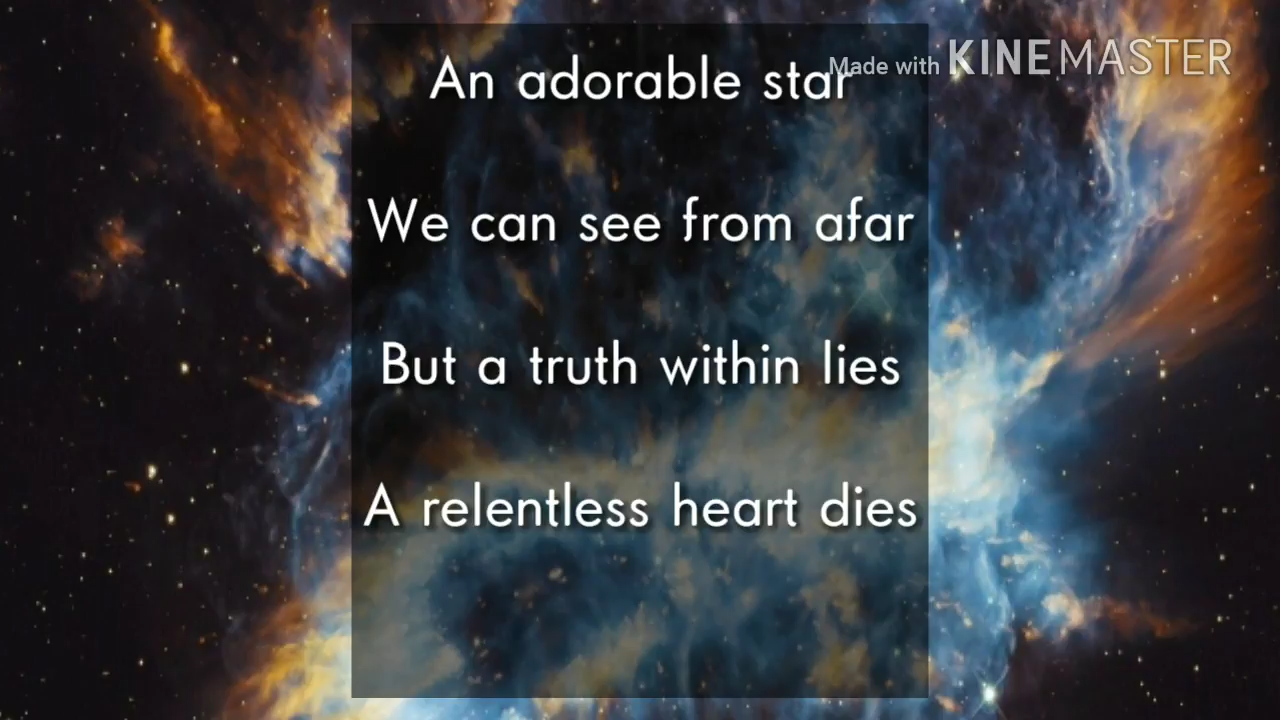 An adorable star
Made with KINEMASTER
We can see from afar
But a truth within lies
A relentless heart dies